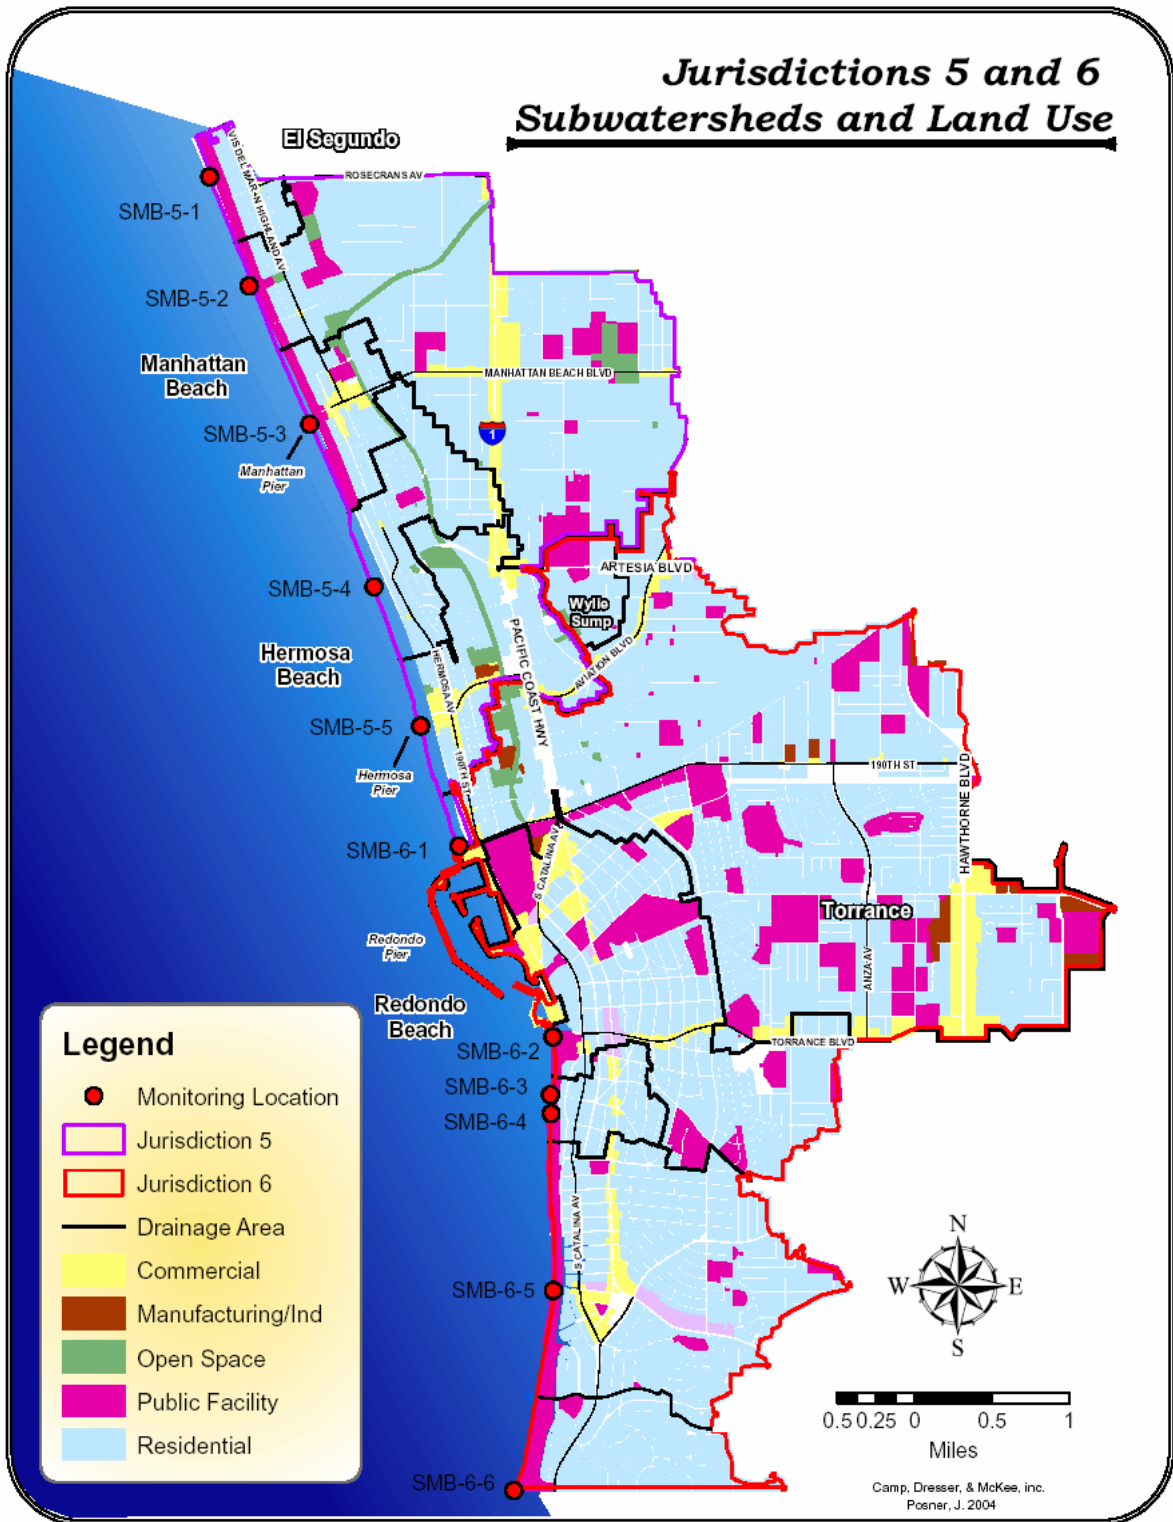 Jurisdictions 5 and 6
Subwatersheds and Land Use
El Segundo
VIS DEL MAR
N HIGHLAND AV
ROSECRANS AV
SMB-5-1
SMB-5-2
Manhattan
Beach
MANHATTAN BEACH BLVD
SMB-5-3
1
Manhattan
Pier
SMB-5-4
ARTESIA BLVD
Wylie
Sump
PACIFIC COAST HWY
AVIATION BLVD
Hermosa
Beach
HERMOSA AV
SMB-5-5
190TH ST
Hermosa
Pier
190TH ST
HAWTHORNE BLVD
SMB-6-1
S CATALINA AV
Torrance
Redondo
Pier
ANZA AV
Redondo
Beach
SMB-6-2
TORRANCE BLVD
SMB-6-3
SMB-6-4
S CATALINA AV
SMB-6-5
SMB-6-6
Legend
Monitoring Location
Jurisdiction 5
Jurisdiction 6
Drainage Area
Commercial
Manufacturing/Ind
Open Space
Public Facility
Residential
N
W
E
S
0.5 0.25 0 0.5 1
Miles
Camp, Dresser, & McKee, inc.
Posner, J. 2004